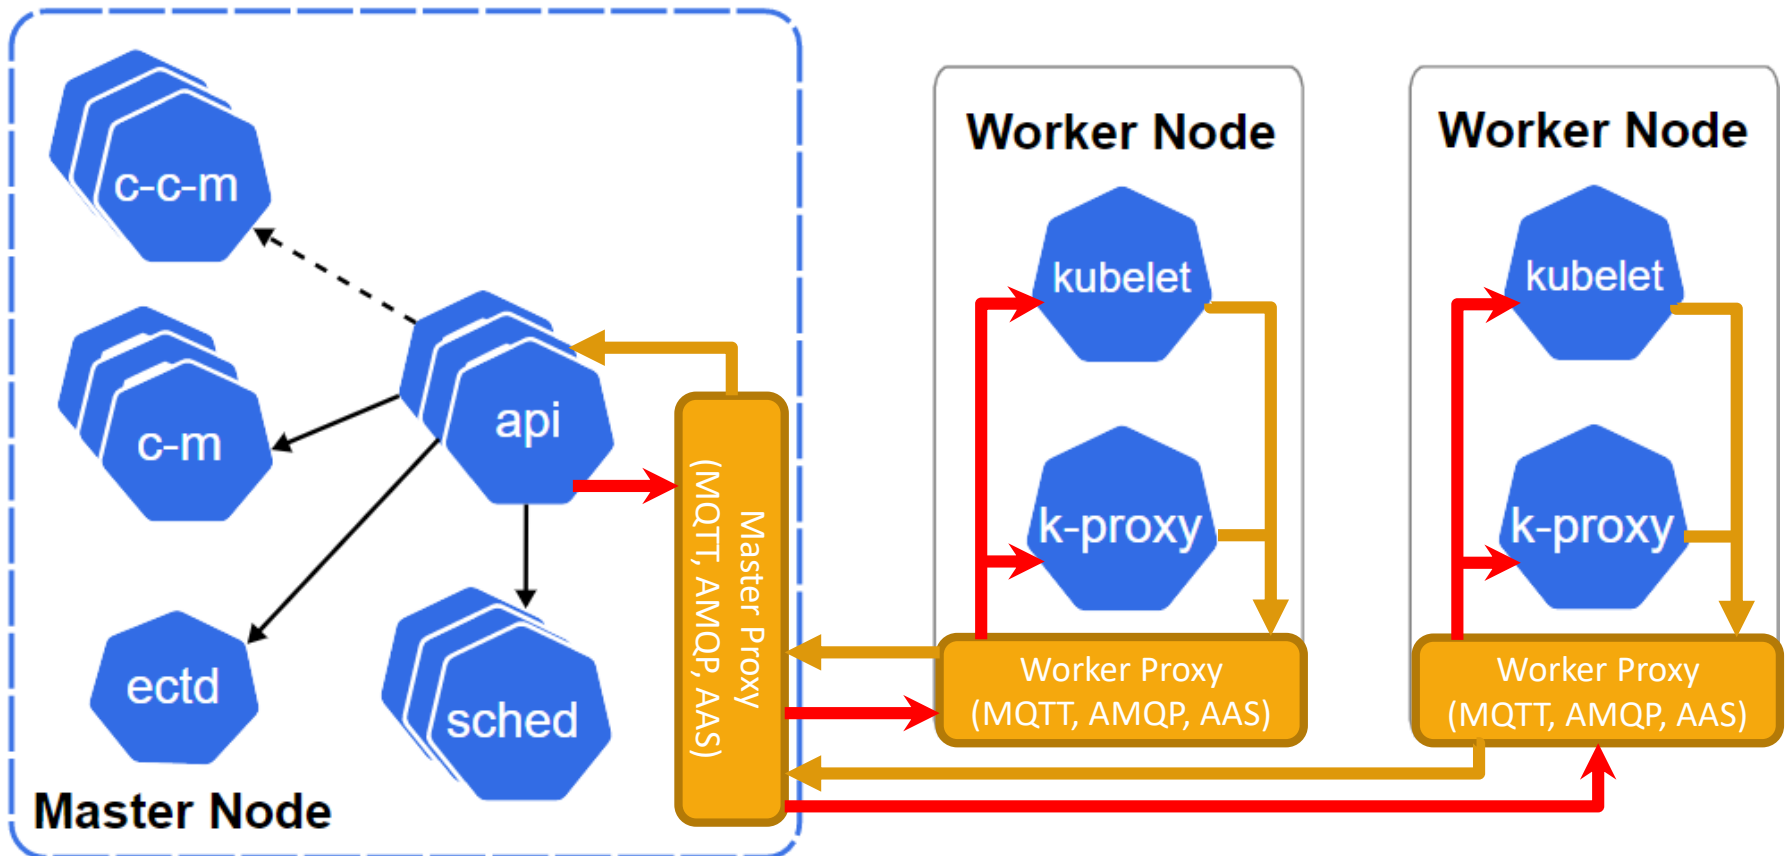 c-c-m
c-m
api
ectd
sched
Master Node
Master Proxy
(MQTT, AMQP, AAS)
Worker Node
kubelet
k-proxy
Worker Proxy
(MQTT, AMQP, AAS)
Worker Node
kubelet
k-proxy
Worker Proxy
(MQTT, AMQP, AAS)